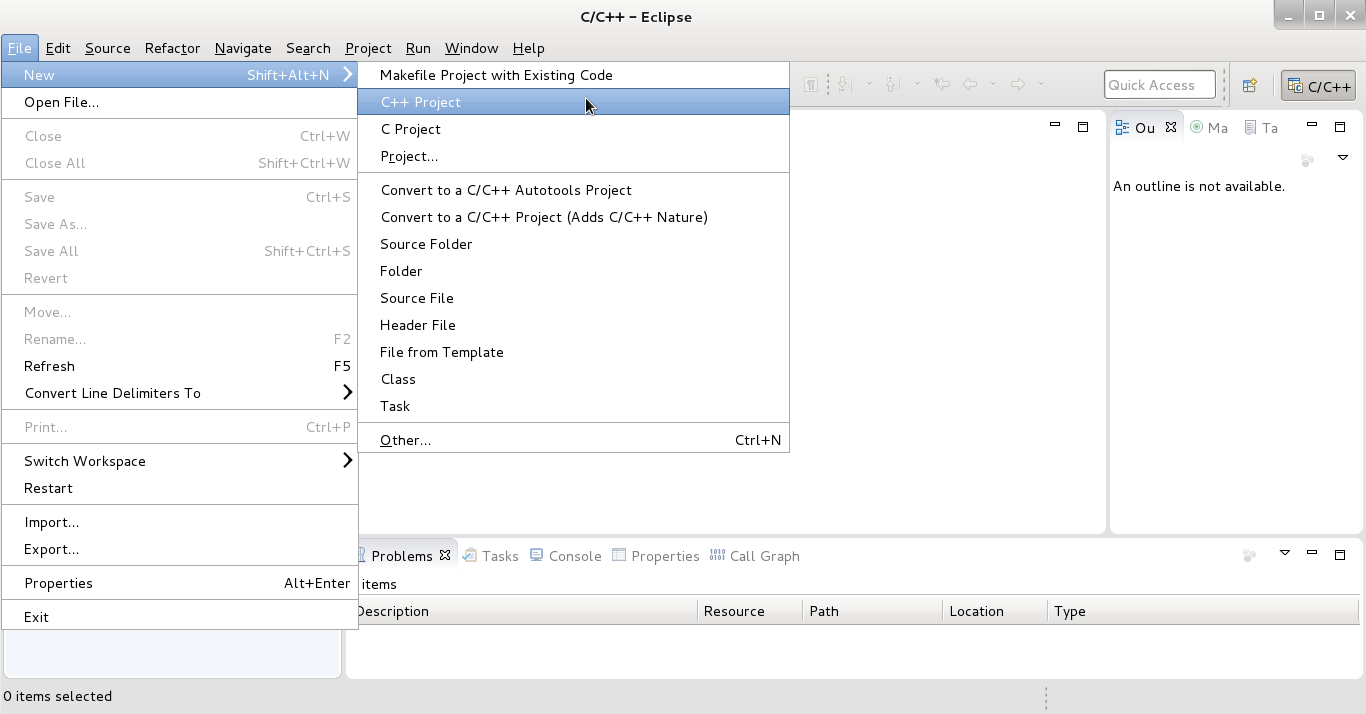 C/C++ - Eclipse
File Edit Source Refactor Navigate Search Project Run Window Help
New Shift+Alt+N
Open File...
Close Ctrl+W
Close All Shift+Ctrl+W
Save Ctrl+S
Save As...
Save All Shift+Ctrl+S
Revert
Move...
Rename... F2
Refresh F5
Convert Line Delimiters To
Print... Ctrl+P
Switch Workspace
Restart
Import...
Export...
Properties Alt+Enter
Exit
Makefile Project with Existing Code
C++ Project
C Project
Project...
Convert to a C/C++ Autotools Project
Convert to a C/C++ Project (Adds C/C++ Nature)
Source Folder
Folder
Source File
Header File
File from Template
Class
Task
Other... Ctrl+N
Quick Access
C/C++
Ou Ma Ta
An outline is not available.
Problems Tasks Console Properties Call Graph
items
Description Resource Path Location Type
0 items selected